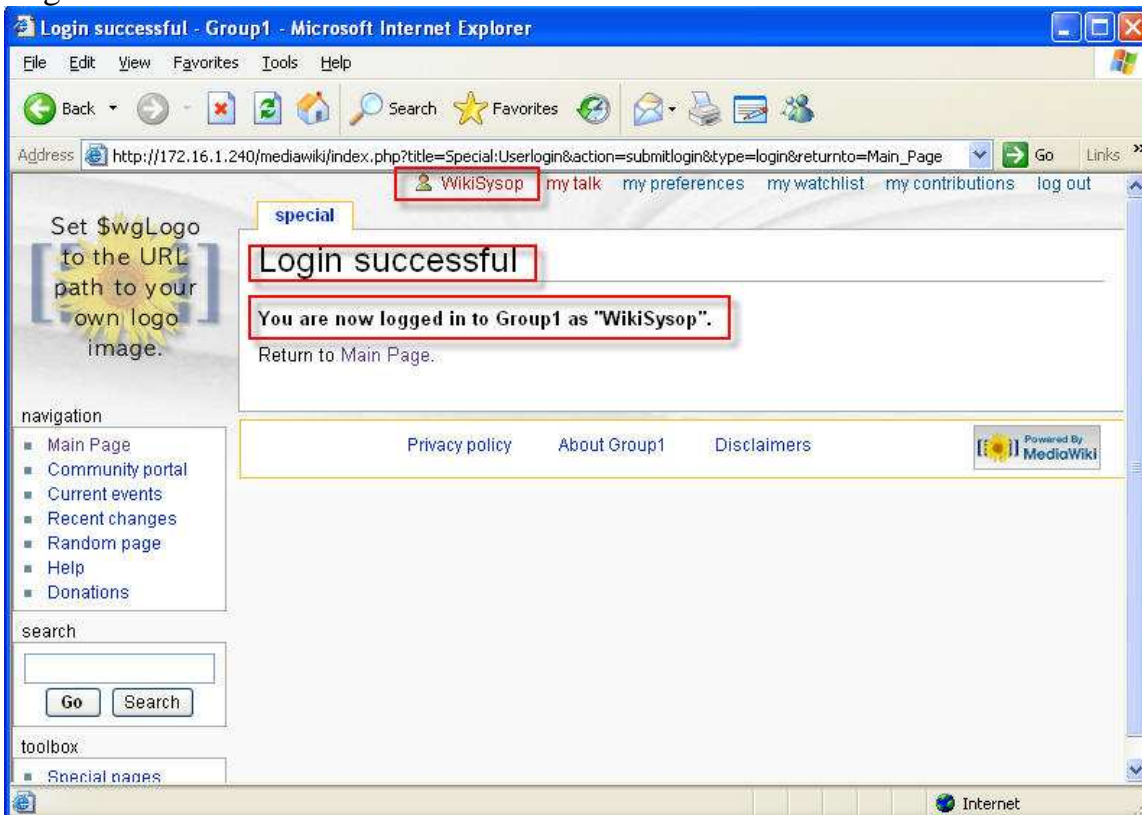 Login successful - Group1 - Microsoft Internet Explorer
File Edit View Favorites Tools Help
Back Search Favorites
Address http://172.16.1.240/mediawiki/index.php?title=Special:Userlogin&action=submitlogin&type=login&returnto=Main_Page Go Links »
WikiSysop my talk my preferences my watchlist my contributions log out
special
Set $wgLogo
to the URL
path to your
own logo
image.
Login successful
You are now logged in to Group1 as "WikiSysop".
Return to Main Page.
navigation
Main Page
Community portal
Current events
Recent changes
Random page
Help
Donations
Privacy policy About Group1 Disclaimers
Powered By
MediaWiki
search
Go Search
toolbox
Special pages
Internet